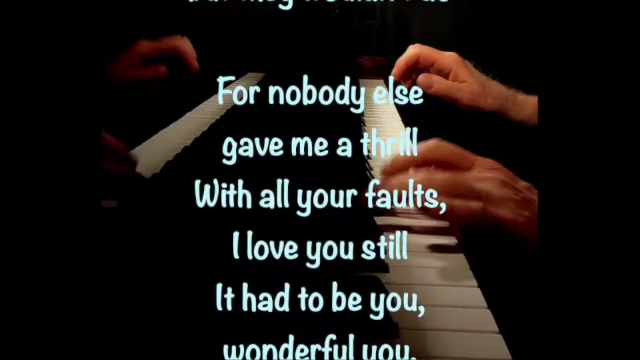 For nobody else
gave me a thrill
With all your faults,
I love you still
It had to be you,
wonderful you,